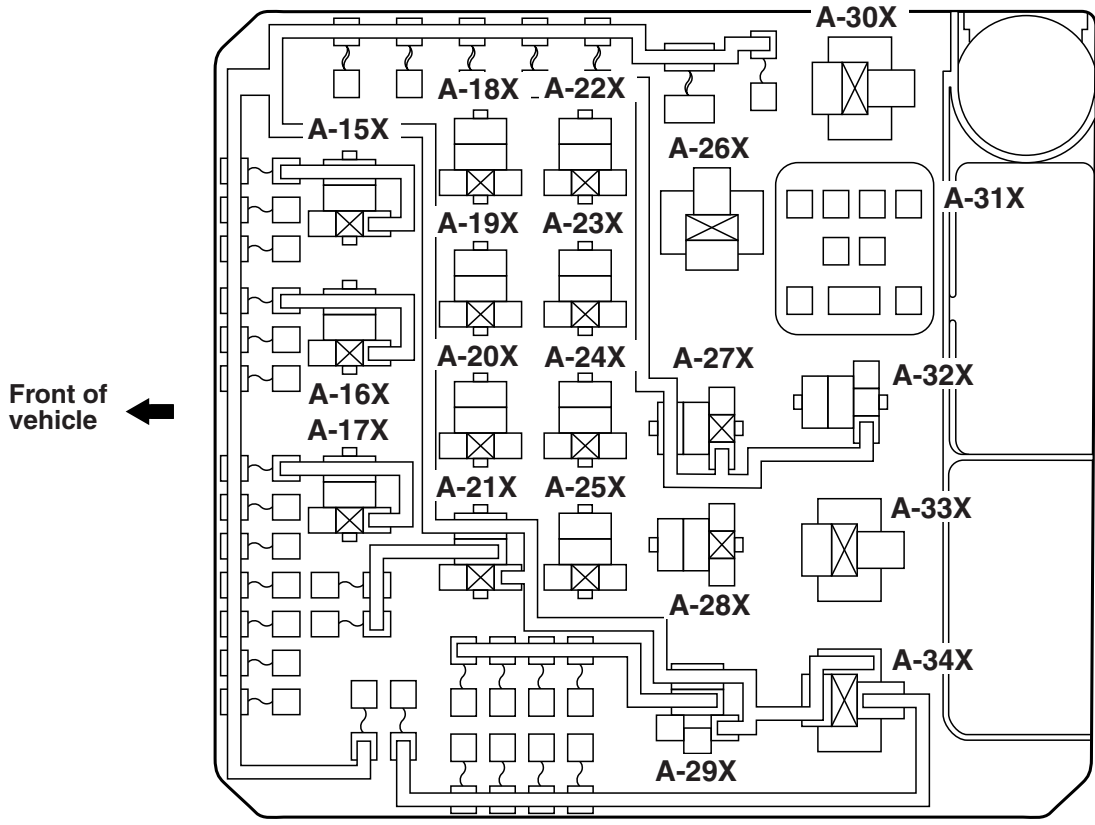 A-30X
A-18X
A-22X
A-15X
A-26X
A-31X
A-19X
A-23X
A-20X
A-24X
A-27X
A-32X
Front of
vehicle
A-16X
A-17X
A-21X
A-25X
A-33X
A-28X
A-34X
A-29X